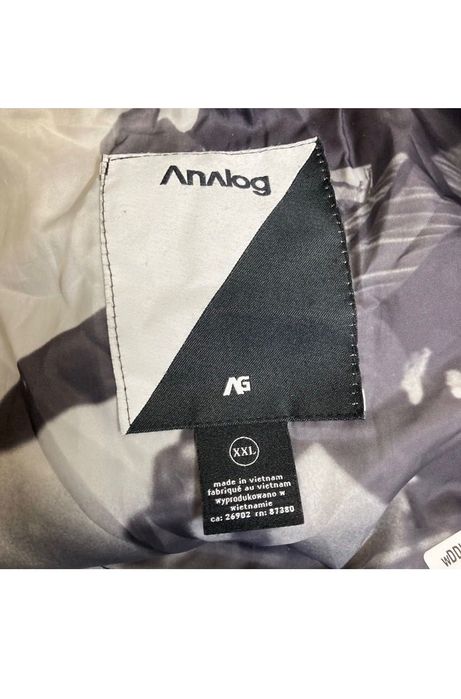 Analog
AG
XXL
made in vietnam
fabriqué au vietnam
wyprodukowano w
wietnamie
ca: 26902 rn: 87380